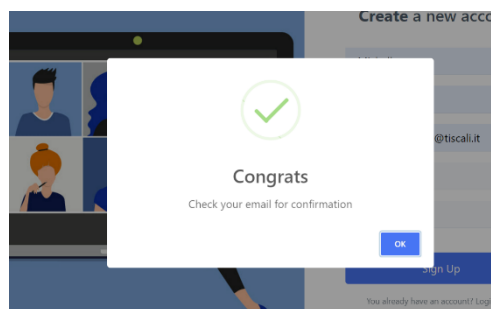 Create a new acco
@tiscali.it
Congrats
Check your email for confirmation
OK
Sign Up
You already have an account? Logi